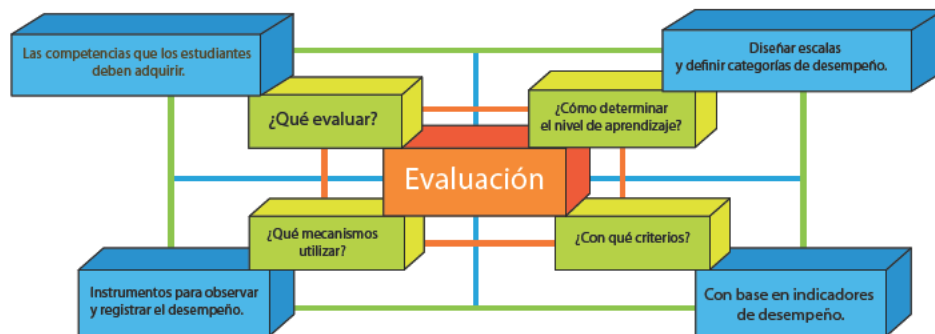 Las competencias que los estudiantes
deben adquirir.
Diseñar escalas
y definir categorías de desempeño.
¿Qué evaluar?
¿Cómo determinar
el nivel de aprendizaje?
Evaluación
¿Qué mecanismos
utilizar?
¿Con qué criterios?
Instrumentos para observar
y registrar el desempeño.
Con base en indicadores
de desempeño.